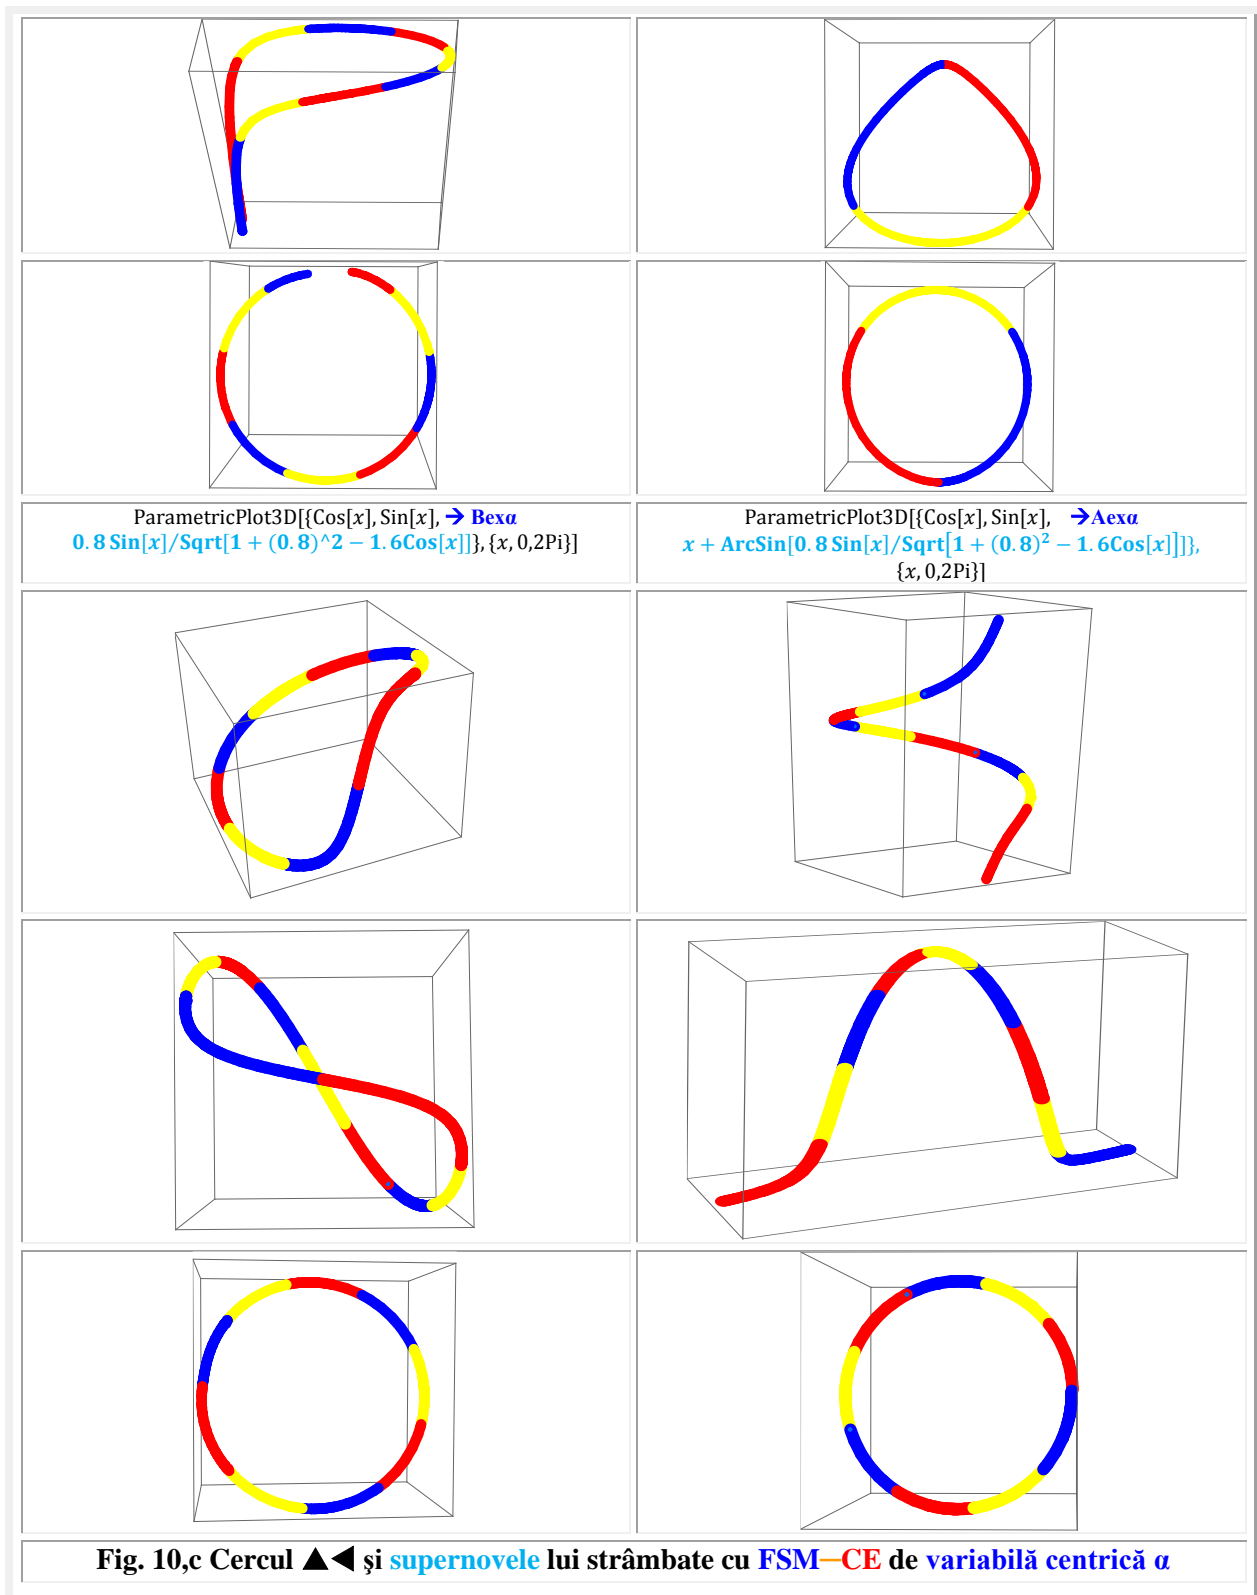 ParametricPlot3D[{Cos[x], Sin[x], → Bexα
0.8 Sin[x]/Sqrt[1 + (0.8)^2 − 1.6Cos[x]]}, {x, 0,2Pi}]
ParametricPlot3D[{Cos[x], Sin[x], →Aexα
x + ArcSin[0.8 Sin[x]/Sqrt[1 + (0.8)² − 1.6Cos[x]]]},
{x, 0,2Pi}]
Fig. 10,c Cercul ▲◄ şi supernovele lui strâmbate cu FSM—CE de variabilă centrică α